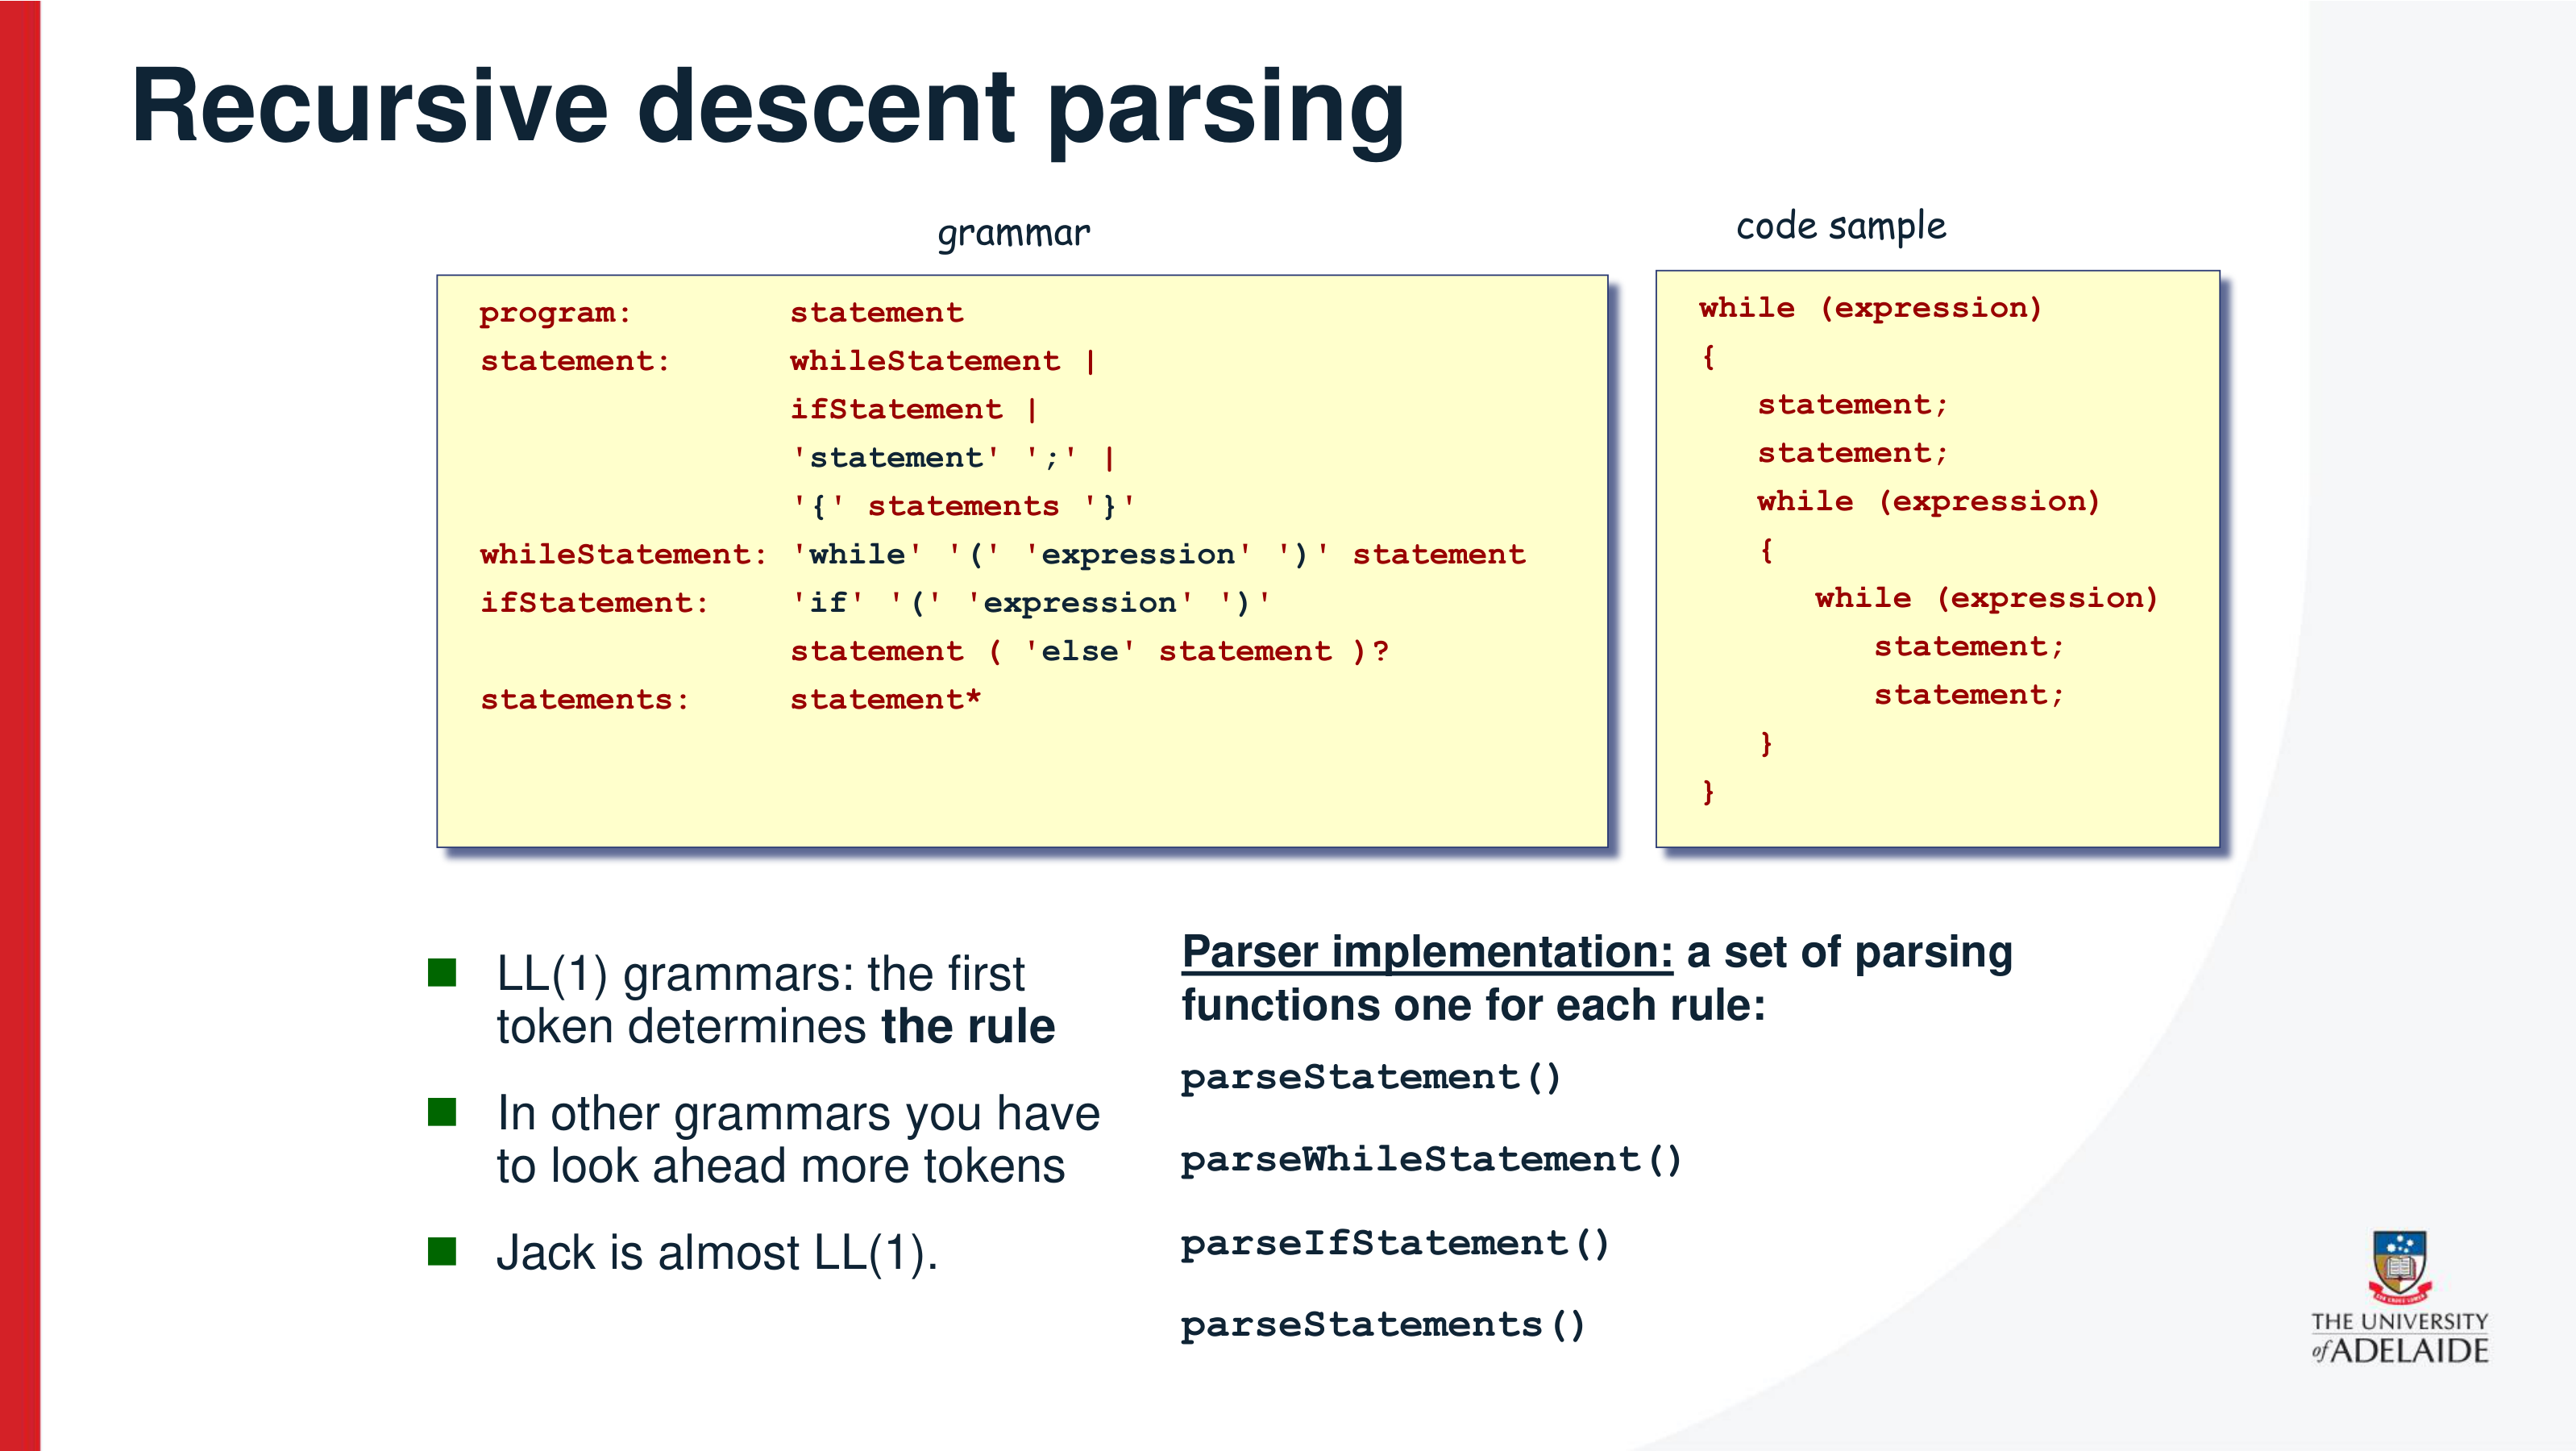 Recursive descent parsing
grammar
program:        statement
statement:      whileStatement |
                ifStatement |
                'statement' ';' |
                '{' statements '}'
whileStatement: 'while' '(' 'expression' ')' statement
ifStatement:    'if' '(' 'expression' ')'
                statement ( 'else' statement )?
statements:     statement*
code sample
while (expression)
{
   statement;
   statement;
   while (expression)
   {
      while (expression)
         statement;
         statement;
   }
}
LL(1) grammars: the first
token determines the rule
In other grammars you have
to look ahead more tokens
Jack is almost LL(1).
Parser implementation: a set of parsing
functions one for each rule:
parseStatement()
parseWhileStatement()
parseIfStatement()
parseStatements()
THE UNIVERSITY
of ADELAIDE